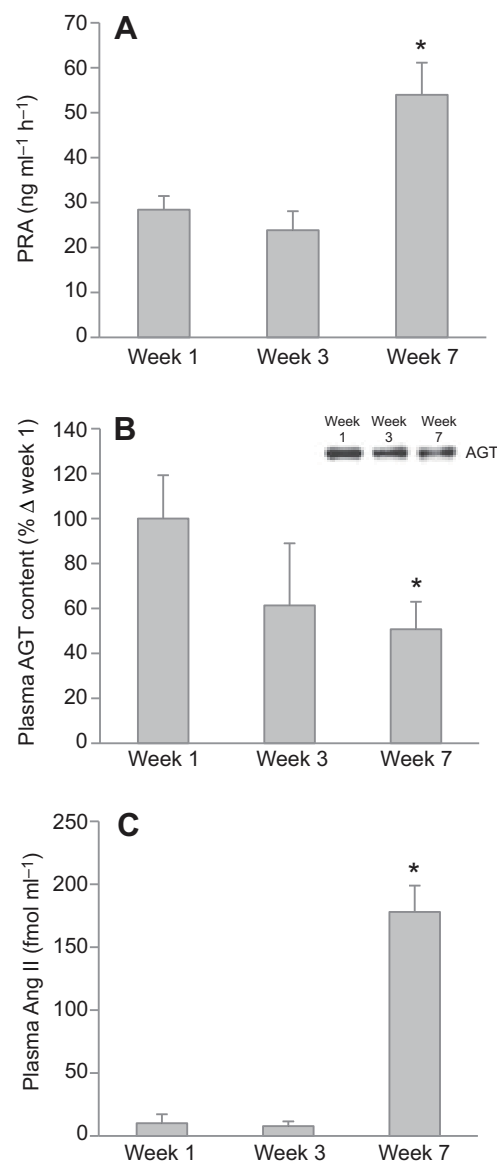 A
PRA (ng ml⁻¹ h⁻¹)
70
60
50
40
30
20
10
0
*
Week 1 Week 3 Week 7
B
Plasma AGT content (% Δ week 1)
140
120
100
80
60
40
20
0
Week Week Week
1 3 7
AGT
*
Week 1 Week 3 Week 7
C
Plasma Ang II (fmol ml⁻¹)
250
200
150
100
50
0
*
Week 1 Week 3 Week 7